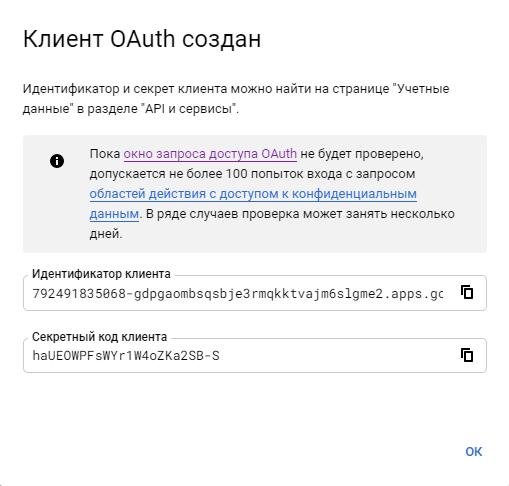 Клиент OAuth создан
Идентификатор и секрет клиента можно найти на странице "Учетные
данные" в разделе "API и сервисы".
Пока окно запроса доступа OAuth не будет проверено,
допускается не более 100 попыток входа с запросом
областей действия с доступом к конфиденциальным
данным. В ряде случаев проверка может занять несколько
дней.
Идентификатор клиента
792491835068-gdpgaombsqsbje3rmqkktvajm6slgme2.apps.gc
Секретный код клиента
haUEOWPFsWYr1W4oZKa2SB-S
ОК